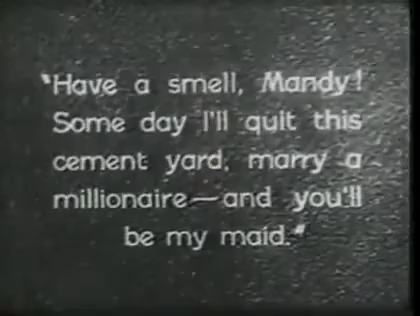 "Have a smell, Mandy!
Some day I'll quit this
cement yard, marry a
millionaire—and you'll
be my maid."